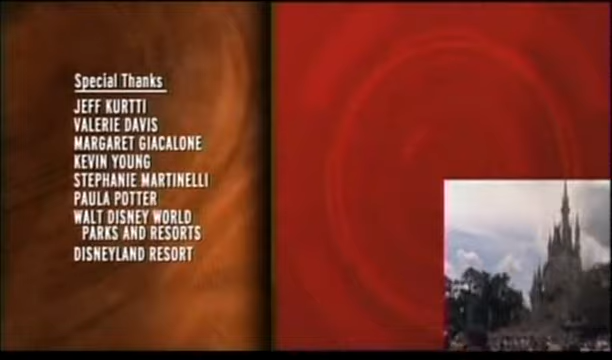 Special Thanks
JEFF KURTTI
VALERIE DAVIS
MARGARET GIACALONE
KEVIN YOUNG
STEPHANIE MARTINELLI
PAULA POTTER
WALT DISNEY WORLD
PARKS AND RESORTS
DISNEYLAND RESORT